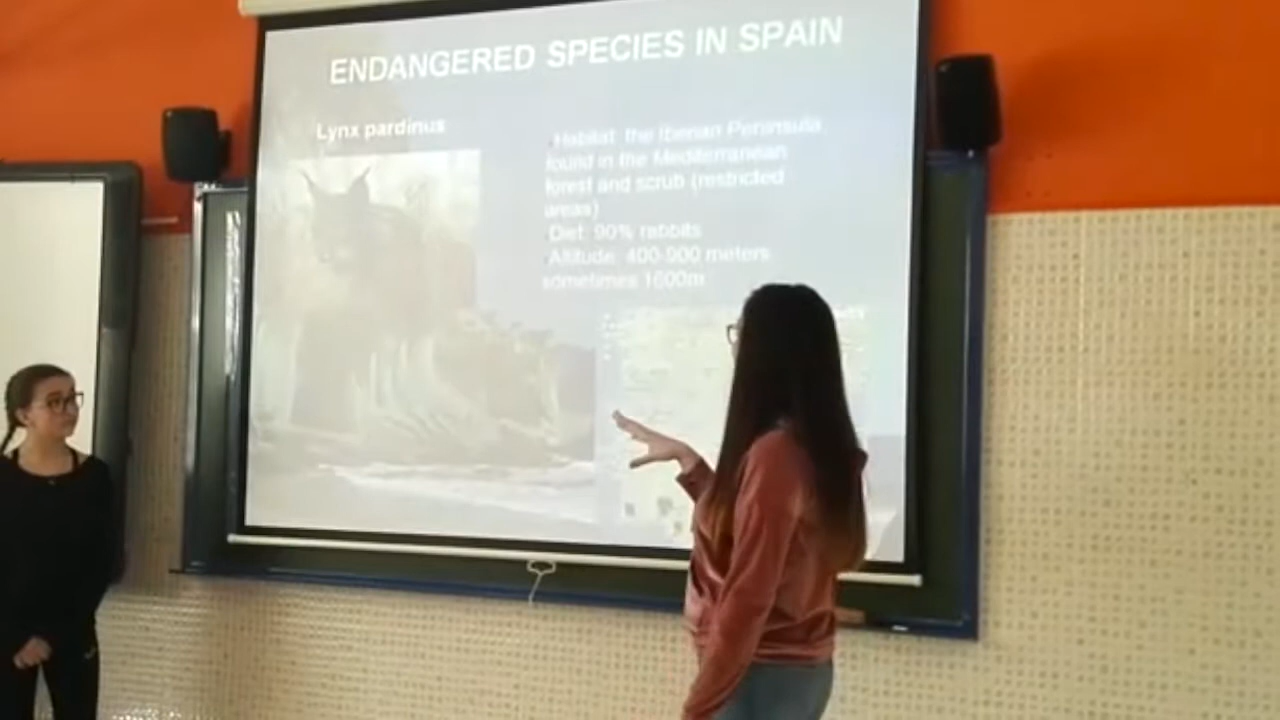 ENDANGERED SPECIES IN SPAIN
Lynx pardinus
Habitat: the Iberian Peninsula
found in the Mediterranean
forest and scrub (restricted
areas)
Diet: 90% rabbits
Altitude: 400-900 meters
sometimes 1600m